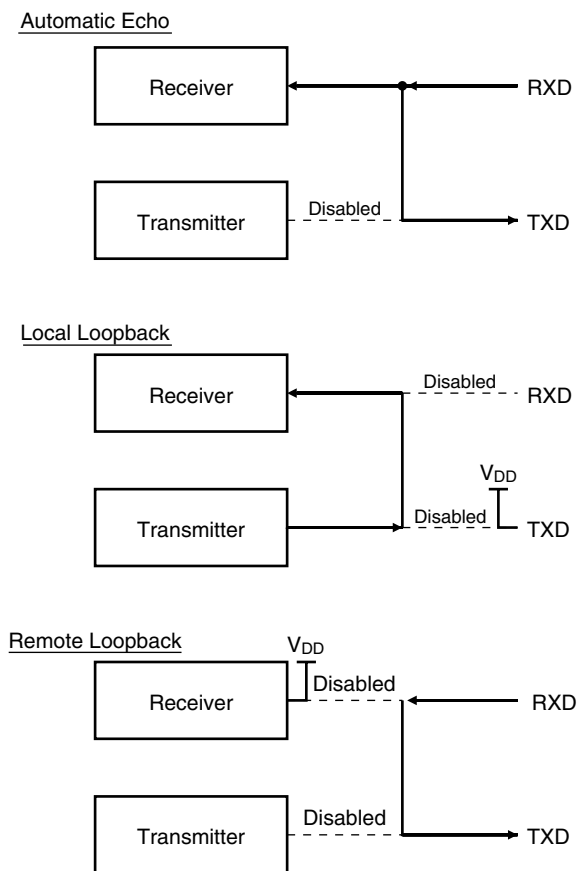 Automatic Echo
Receiver
RXD
Transmitter
Disabled
TXD
Local Loopback
Receiver
Disabled
RXD
VDD
Transmitter
Disabled
TXD
Remote Loopback
VDD
Receiver
Disabled
RXD
Transmitter
Disabled
TXD